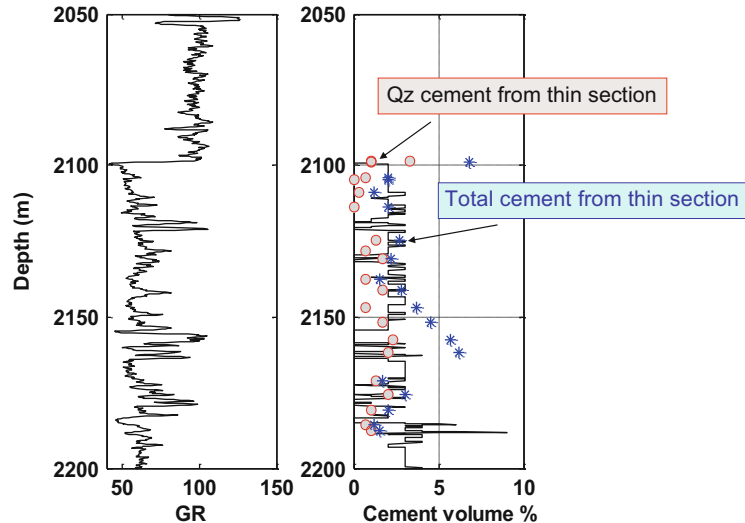 2050
2100
2150
2200
Depth (m)
50
100
150
GR
2050
2100
2150
2200
0
5
10
Cement volume %
Qz cement from thin section
Total cement from thin section